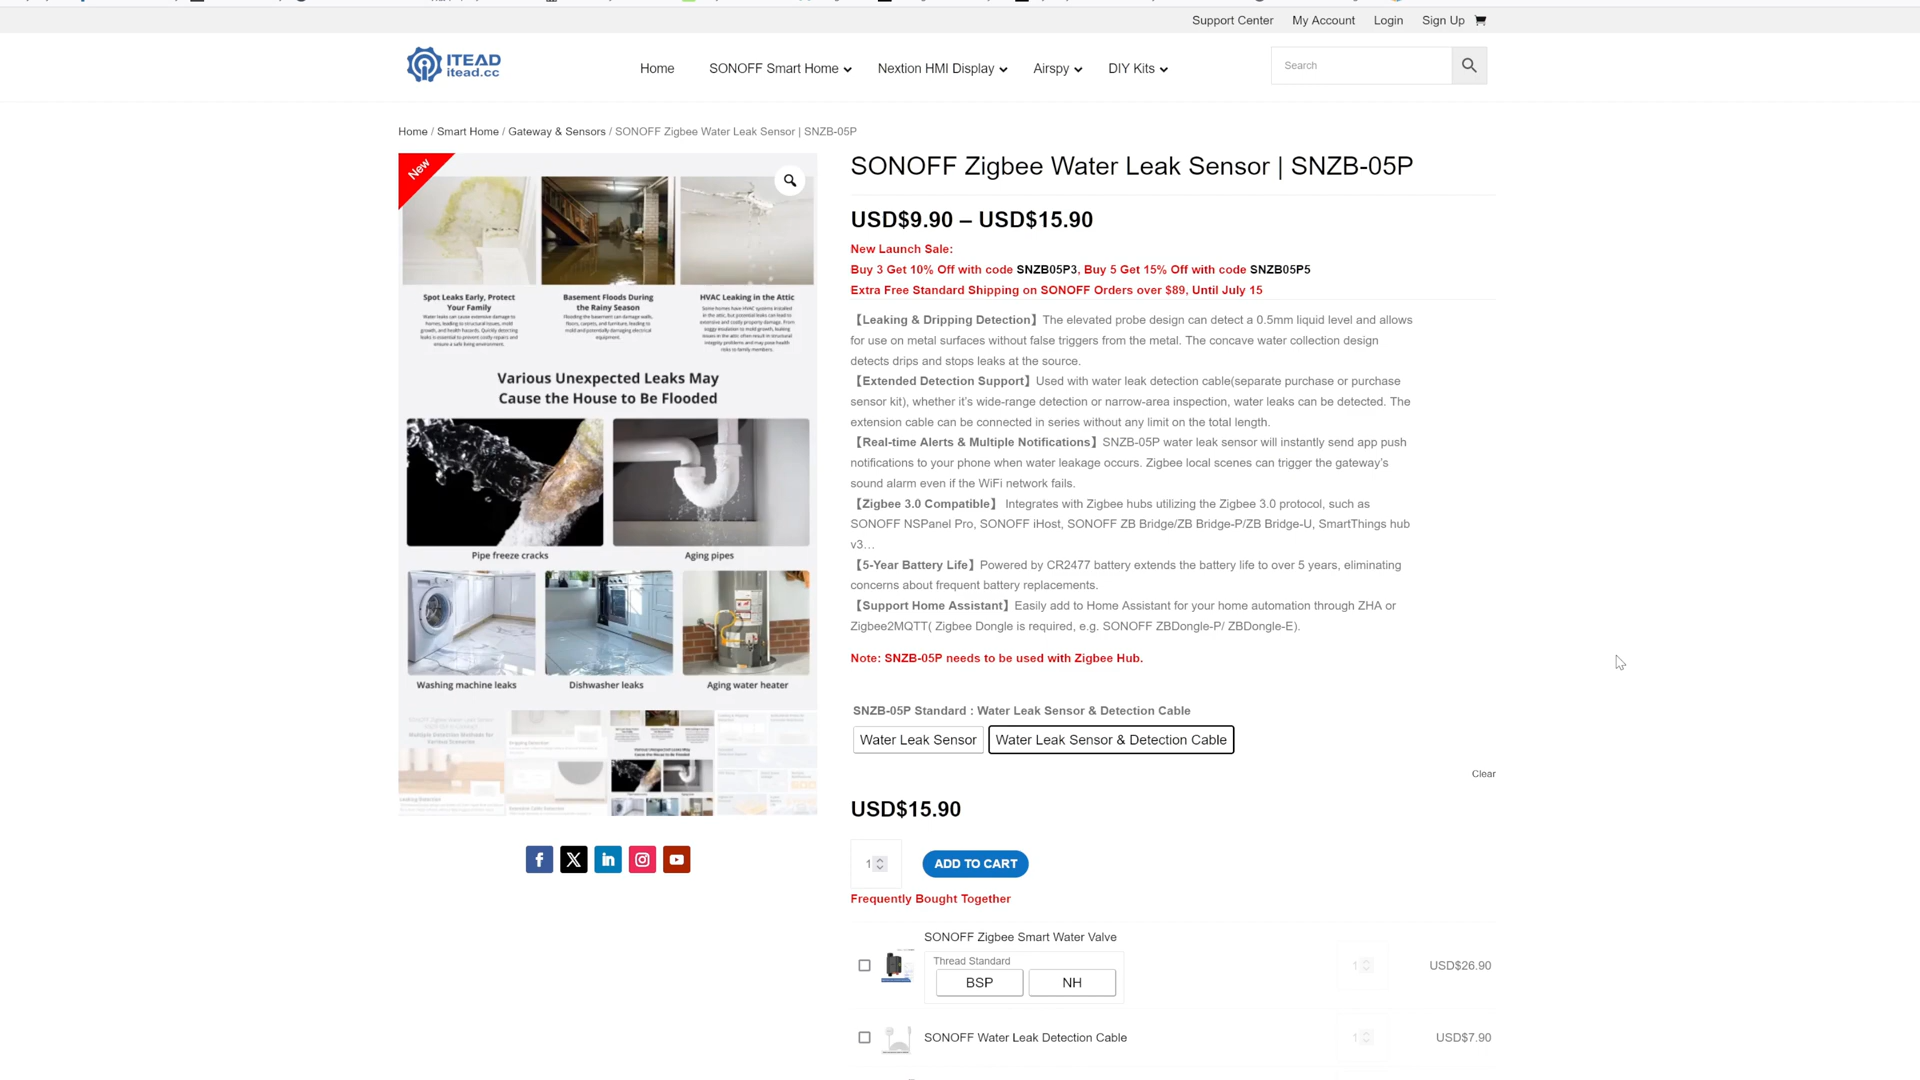 Support Center My Account Login Sign Up
ITEAD
itead.cc
Home SONOFF Smart Home Nextion HMI Display Airspy DIY Kits
Search
Home / Smart Home / Gateway & Sensors / SONOFF Zigbee Water Leak Sensor | SNZB-05P
New
Spot Leaks Early, Protect
Your Family
Basement Floods During
the Rainy Season
HVAC Leaking in the Attic
Various Unexpected Leaks May
Cause the House to Be Flooded
Pipe freeze cracks
Aging pipes
Washing machine leaks
Dishwasher leaks
Aging water heater
SONOFF Zigbee Water Leak Sensor | SNZB-05P
USD$9.90 – USD$15.90
New Launch Sale:
Buy 3 Get 10% Off with code SNZB05P3, Buy 5 Get 15% Off with code SNZB05P5
Extra Free Standard Shipping on SONOFF Orders over $89, Until July 15
【Leaking & Dripping Detection】The elevated probe design can detect a 0.5mm liquid level and allows
for use on metal surfaces without false triggers from the metal. The concave water collection design
detects drips and stops leaks at the source.
【Extended Detection Support】Used with water leak detection cable(separate purchase or purchase
sensor kit), whether it's wide-range detection or narrow-area inspection, water leaks can be detected. The
extension cable can be connected in series without any limit on the total length.
【Real-time Alerts & Multiple Notifications】SNZB-05P water leak sensor will instantly send app push
notifications to your phone when water leakage occurs. Zigbee local scenes can trigger the gateway's
sound alarm even if the WiFi network fails.
【Zigbee 3.0 Compatible】 Integrates with Zigbee hubs utilizing the Zigbee 3.0 protocol, such as
SONOFF NSPanel Pro, SONOFF iHost, SONOFF ZB Bridge/ZB Bridge-P/ZB Bridge-U, SmartThings hub
v3…
【5-Year Battery Life】Powered by CR2477 battery extends the battery life to over 5 years, eliminating
concerns about frequent battery replacements.
【Support Home Assistant】Easily add to Home Assistant for your home automation through ZHA or
Zigbee2MQTT( Zigbee Dongle is required, e.g. SONOFF ZBDongle-P/ ZBDongle-E).
Note: SNZB-05P needs to be used with Zigbee Hub.
SNZB-05P Standard : Water Leak Sensor & Detection Cable
Water Leak Sensor Water Leak Sensor & Detection Cable
Clear
USD$15.90
1 ADD TO CART
Frequently Bought Together
SONOFF Zigbee Smart Water Valve
Thread Standard
BSP NH
1 USD$26.90
SONOFF Water Leak Detection Cable 1 USD$7.90